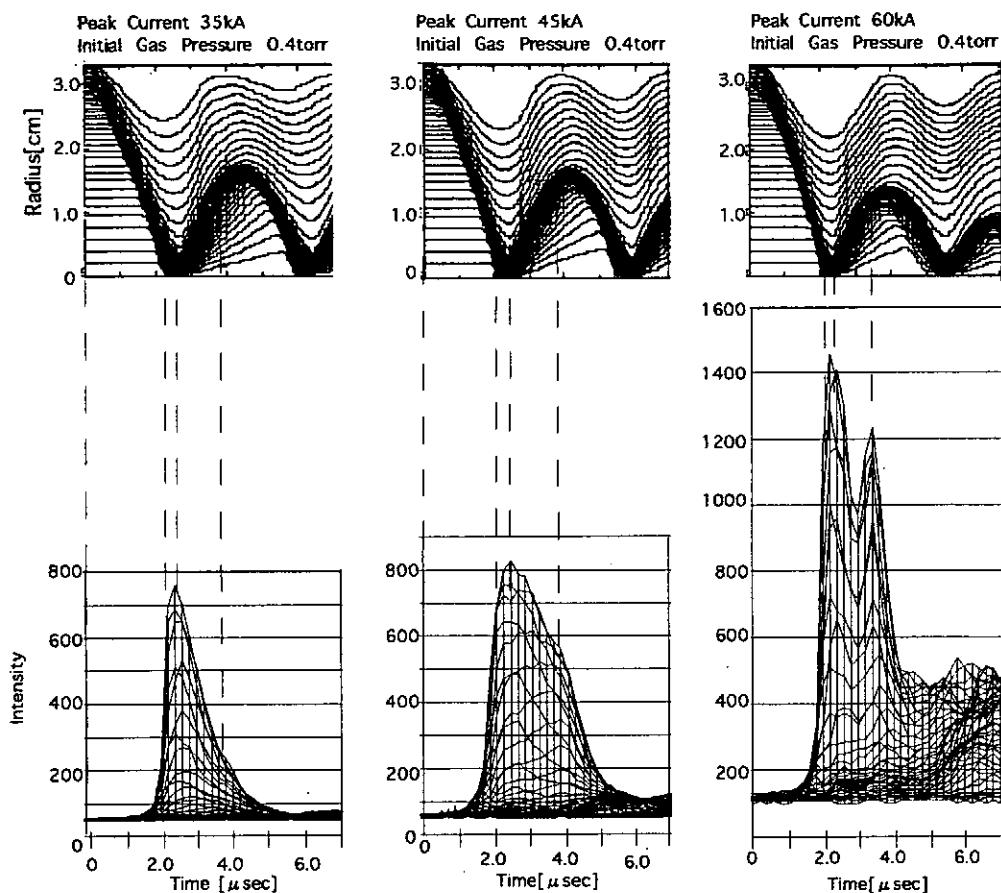 Peak Current 35kA
Initial Gas Pressure 0.4torr
Peak Current 45kA
Initial Gas Pressure 0.4torr
Peak Current 60kA
Initial Gas Pressure 0.4torr
Radius[cm]
3.0
2.0
1.0
0
3.0
2.0
1.0
0
3.0
2.0
1.0
0
Intensity
800
600
400
200
0
0 2.0 4.0 6.0
Time [μsec]
800
600
400
200
0
0 2.0 4.0 6.0
Time[μsec]
1600
1400
1200
1000
800
600
400
200
0
0 2.0 4.0 6.0
Time [μsec]